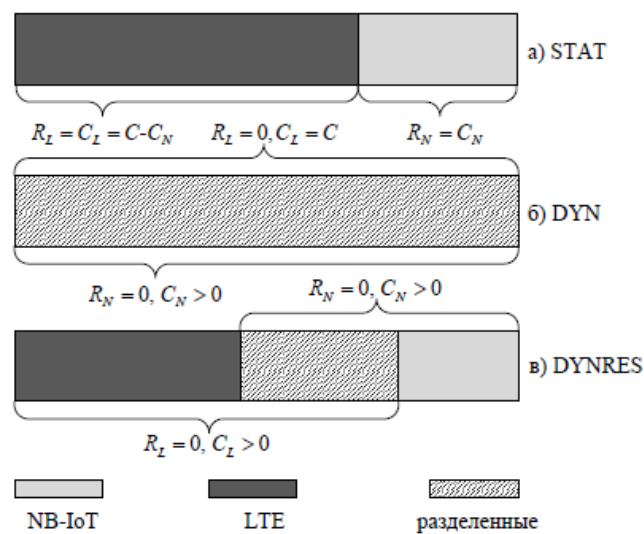 а) STAT
R_L = C_L = C-C_N
R_L = 0, C_L = C
R_N = C_N
б) DYN
R_N = 0, C_N > 0
R_N = 0, C_N > 0
в) DYNRES
R_L = 0, C_L > 0
NB-IoT
LTE
разделенные